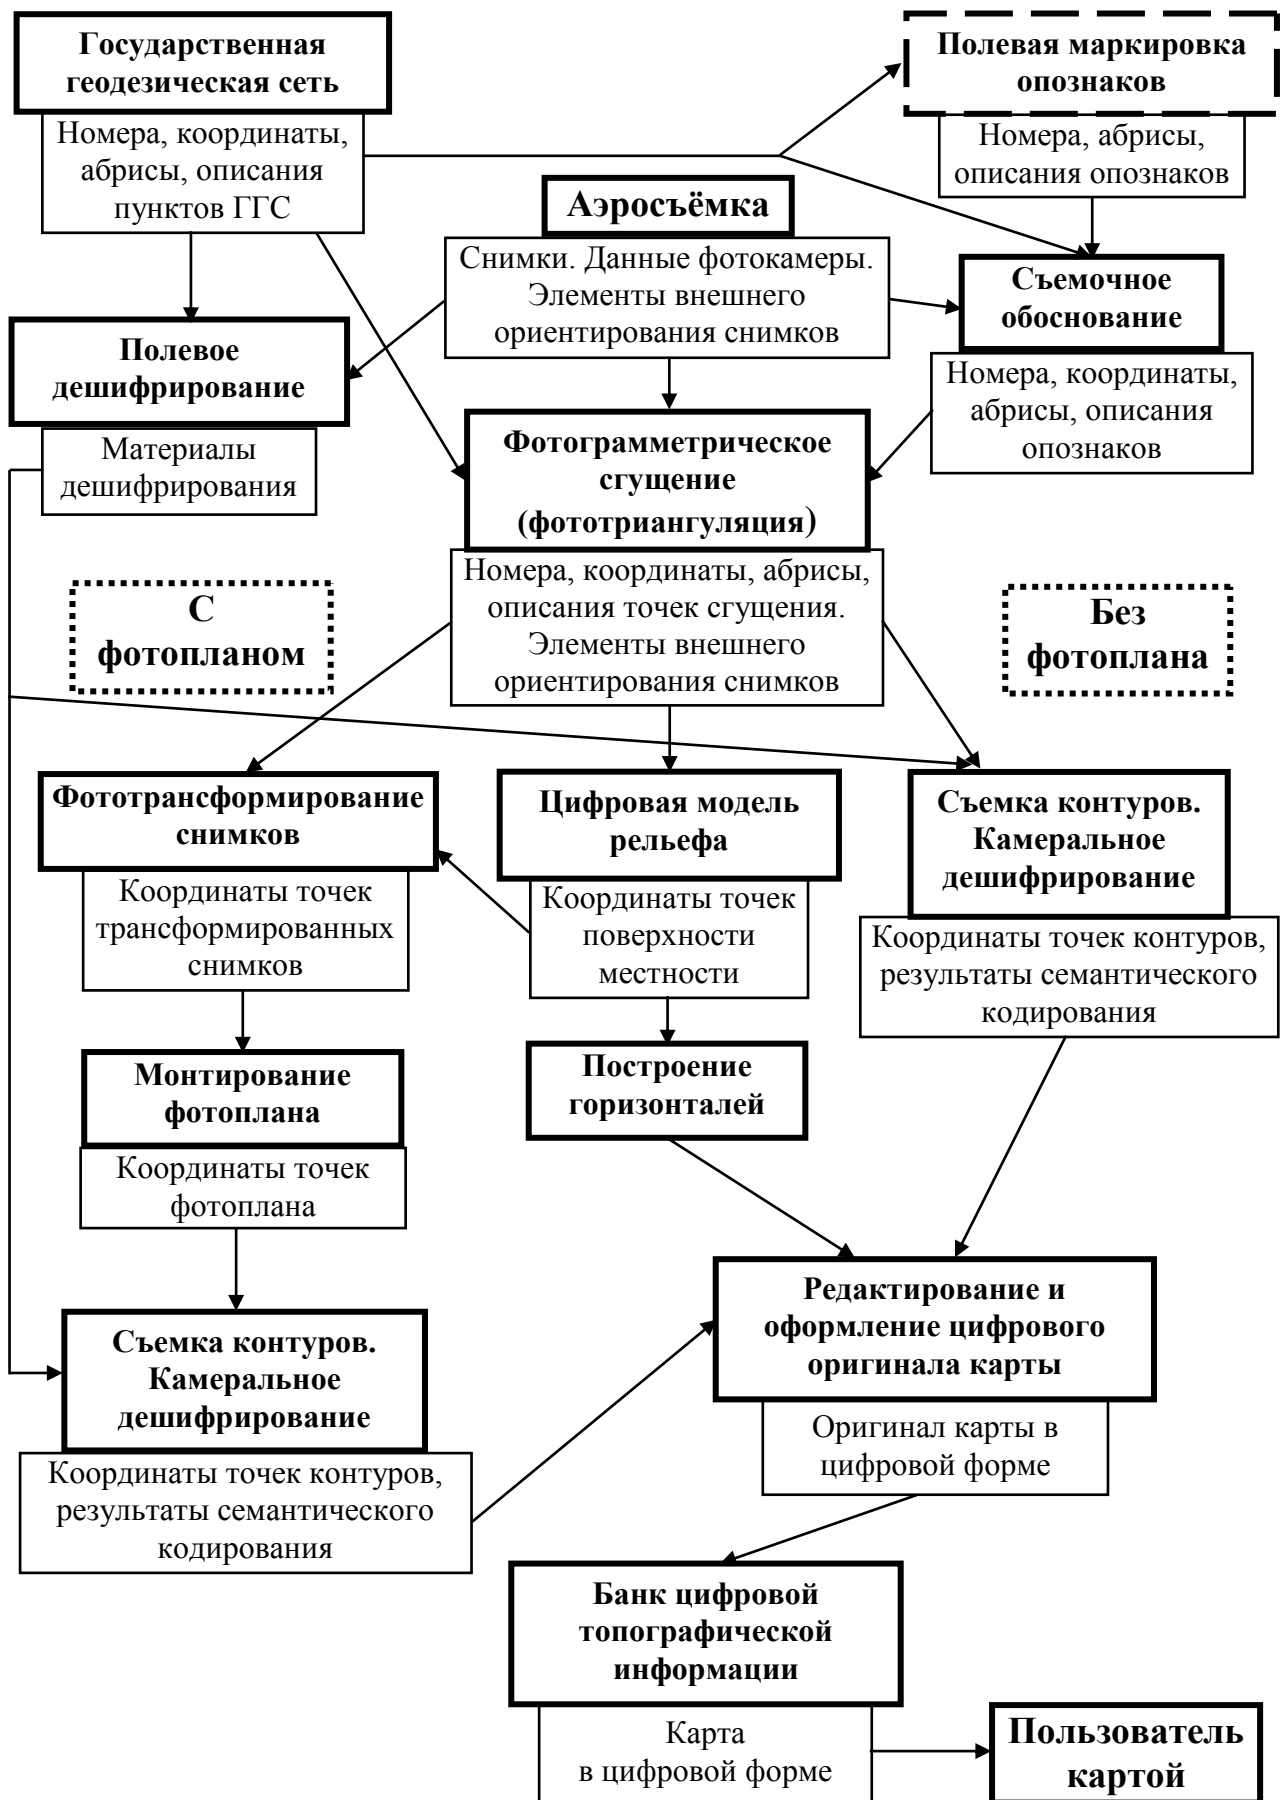 Государственная
геодезическая сеть
Номера, координаты,
абрисы, описания
пунктов ГГС
Полевая маркировка
опознаков
Номера, абрисы,
описания опознаков
Аэросъёмка
Снимки. Данные фотокамеры.
Элементы внешнего
ориентирования снимков
Съемочное
обоснование
Номера, координаты,
абрисы, описания
опознаков
Полевое
дешифрирование
Материалы
дешифрирования
Фотограмметрическое
сгущение
(фототриангуляция)
Номера, координаты, абрисы,
описания точек сгущения.
Элементы внешнего
ориентирования снимков
С
фотопланом
Без
фотоплана
Фототрансформирование
снимков
Координаты точек
трансформированных
снимков
Цифровая модель
рельефа
Координаты точек
поверхности
местности
Съемка контуров.
Камеральное
дешифрирование
Координаты точек контуров,
результаты семантического
кодирования
Монтирование
фотоплана
Координаты точек
фотоплана
Построение
горизонталей
Съемка контуров.
Камеральное
дешифрирование
Координаты точек контуров,
результаты семантического
кодирования
Редактирование и
оформление цифрового
оригинала карты
Оригинал карты в
цифровой форме
Банк цифровой
топографической
информации
Карта
в цифровой форме
Пользователь
картой